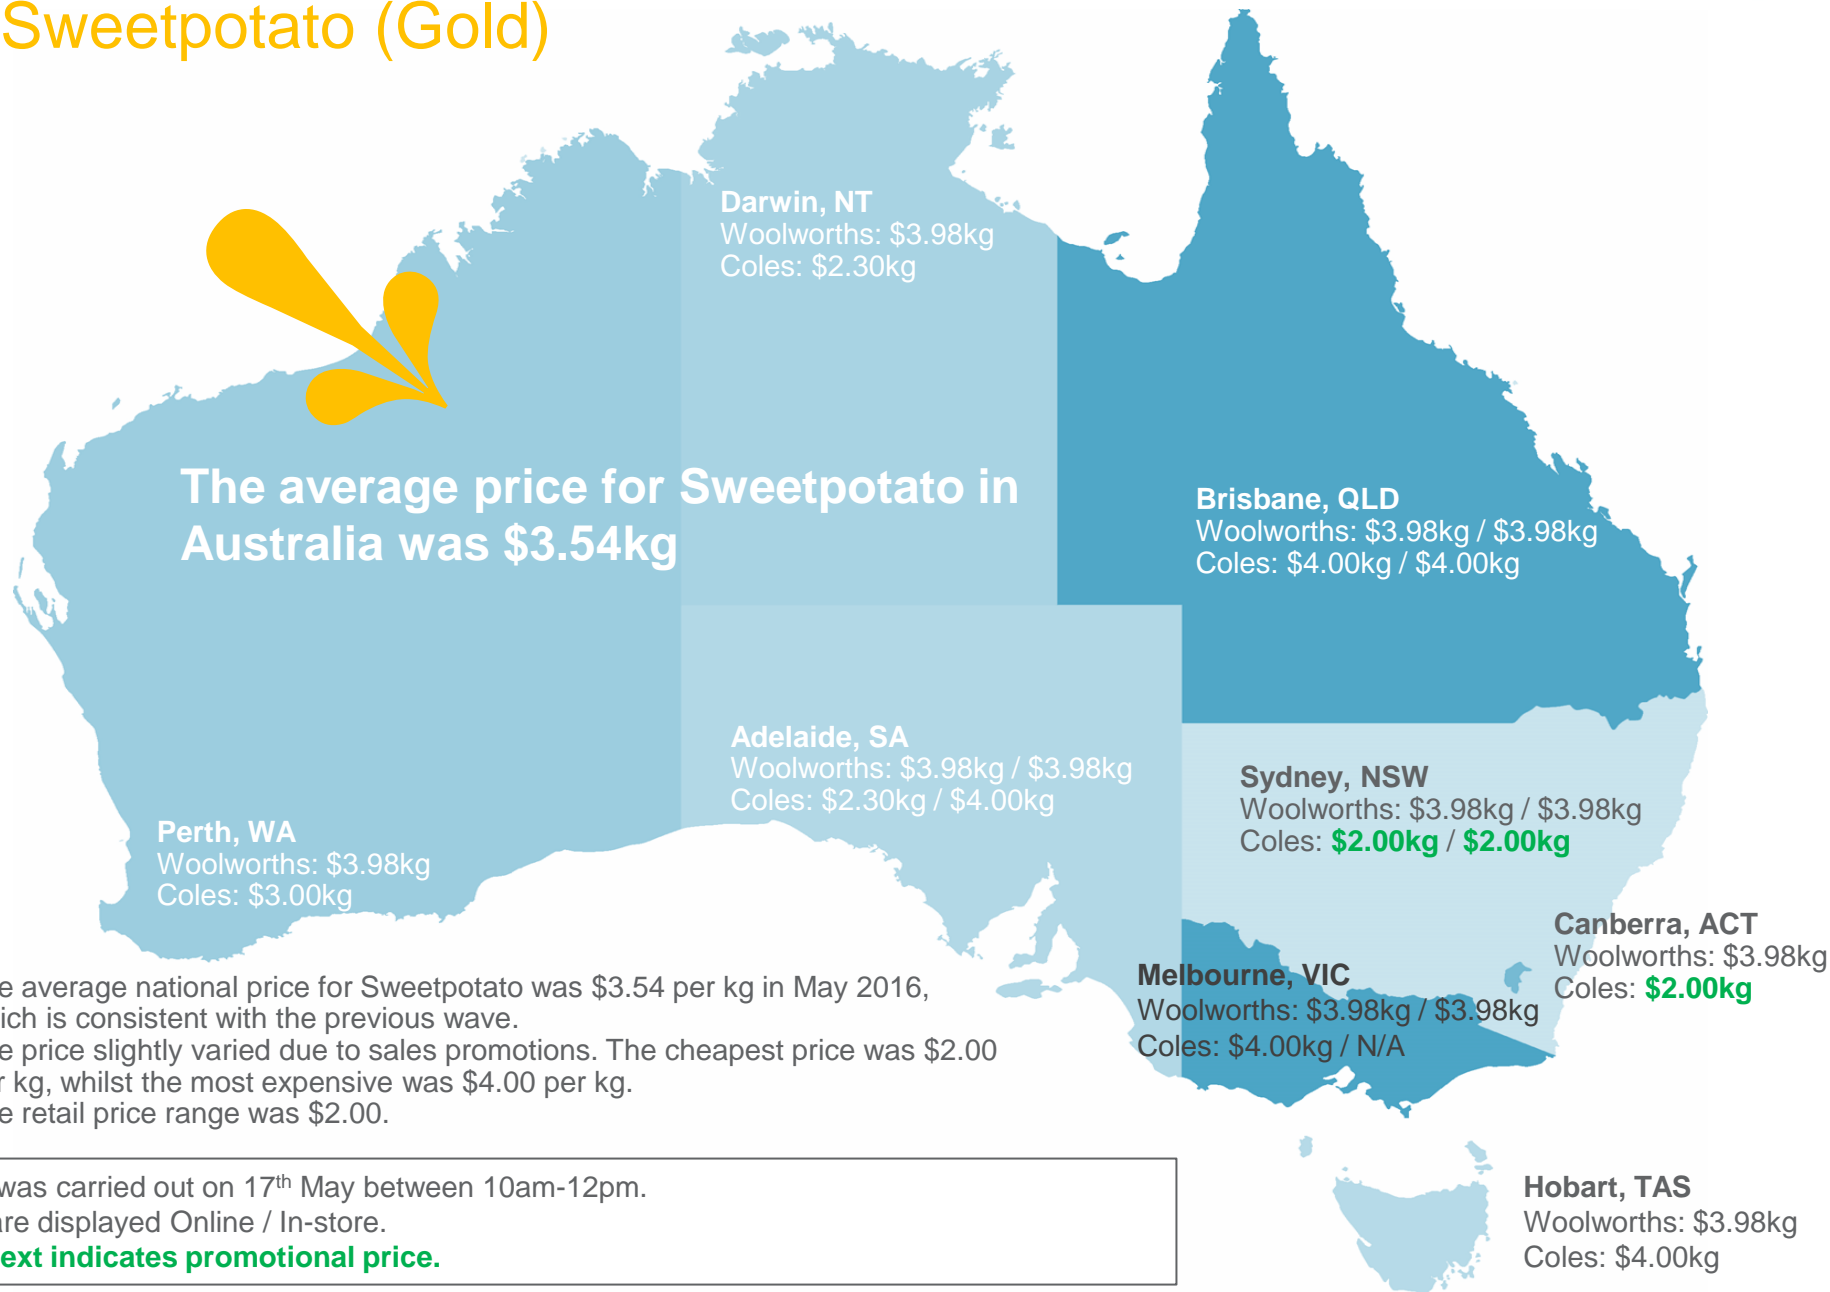 Sweetpotato (Gold)
Darwin, NT
Woolworths: $3.98kg
Coles: $2.30kg
The average price for Sweetpotato in
Australia was $3.54kg
Brisbane, QLD
Woolworths: $3.98kg / $3.98kg
Coles: $4.00kg / $4.00kg
Adelaide, SA
Woolworths: $3.98kg / $3.98kg
Coles: $2.30kg / $4.00kg
Sydney, NSW
Woolworths: $3.98kg / $3.98kg
Coles: $2.00kg / $2.00kg
Perth, WA
Woolworths: $3.98kg
Coles: $3.00kg
Canberra, ACT
Woolworths: $3.98kg
Coles: $2.00kg
Melbourne, VIC
Woolworths: $3.98kg / $3.98kg
Coles: $4.00kg / N/A
average national price for Sweetpotato was $3.54 per kg in May 2016,
is consistent with the previous wave.
price slightly varied due to sales promotions. The cheapest price was $2.00
kg, whilst the most expensive was $4.00 per kg.
retail price range was $2.00.
was carried out on 17th May between 10am-12pm.
are displayed Online / In-store.
text indicates promotional price.
Hobart, TAS
Woolworths: $3.98kg
Coles: $4.00kg